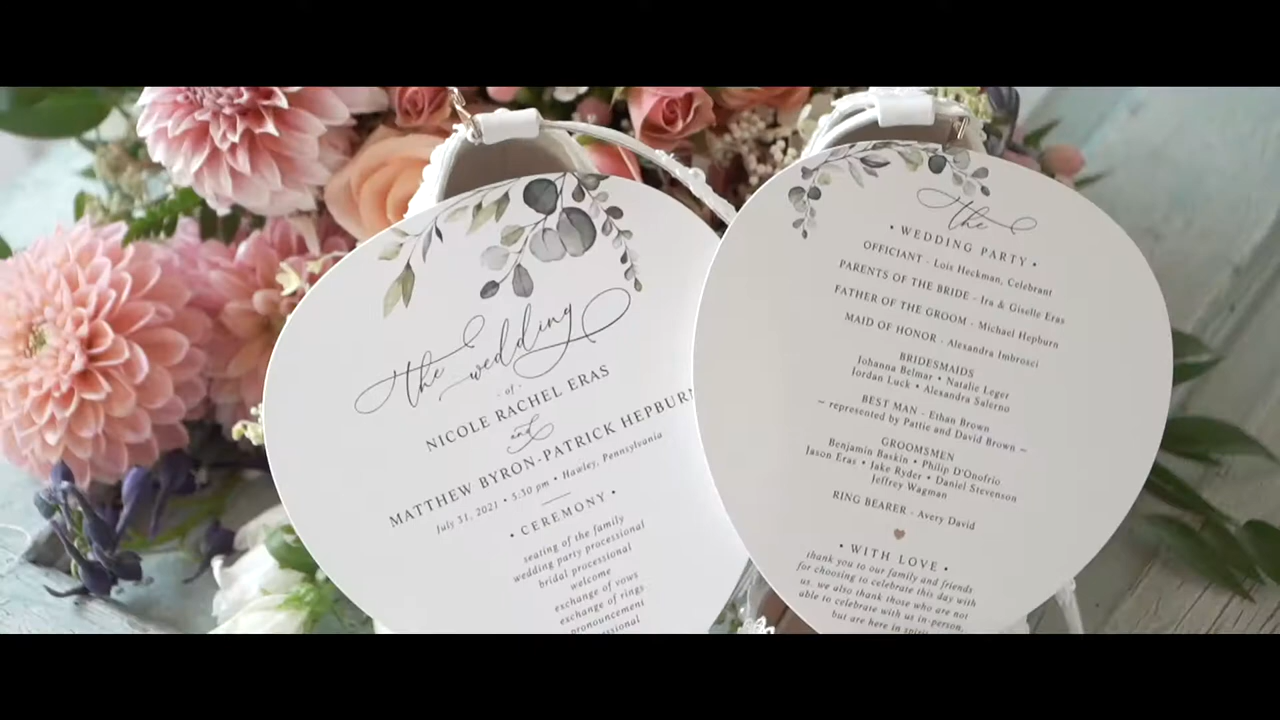 the wedding
- of -
NICOLE RACHEL ERAS
and
MATTHEW BYRON-PATRICK HEPBURN
July 31, 2021 • 5:30 pm • Hawley, Pennsylvania
• CEREMONY •
seating of the family
wedding party processional
bridal processional
welcome
exchange of vows
exchange of rings
pronouncement
The
• WEDDING PARTY •
OFFICIANT - Lois Heckman, Celebrant
PARENTS OF THE BRIDE - Ira & Giselle Eras
FATHER OF THE GROOM - Michael Hepburn
MAID OF HONOR - Alexandra Imbrosci
BRIDESMAIDS
Johanna Belmar • Natalie Leger
Jordan Luck • Alexandra Salerno
BEST MAN - Ethan Brown
~ represented by Pattie and David Brown ~
GROOMSMEN
Benjamin Baskin • Philip D'Onofrio
Jason Eras • Jake Ryder • Daniel Stevenson
Jeffrey Wagman
RING BEARER - Avery David
• WITH LOVE •
thank you to our family and friends
for choosing to celebrate this day with
us. we also thank those who are not
able to celebrate with us in-person,
but are here in spirit